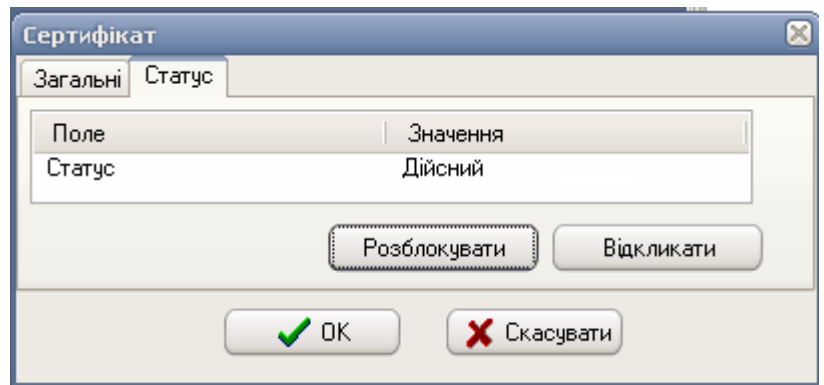 Сертифікат
Загальні Статус
Поле Значення
Статус Дійсний
Розблокувати Відкликати
OK Скасувати